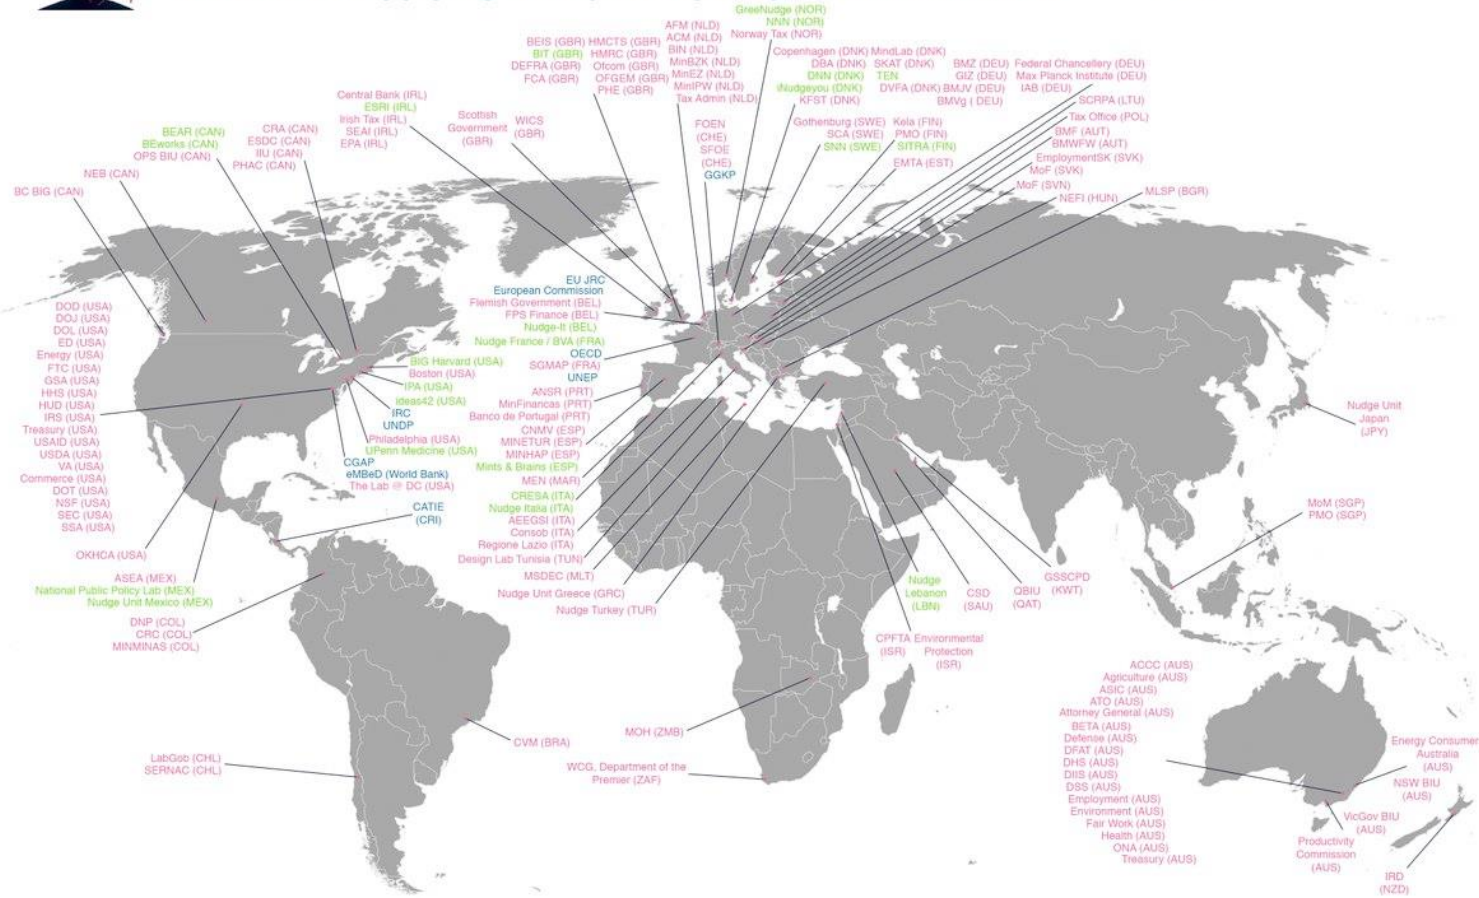 GreeNudge (NOR)
NNN (NOR)
Norway Tax (NOR)
AFM (NLD)
ACM (NLD)
BIN (NLD)
MinBZK (NLD)
MinEZ (NLD)
MinIPW (NLD)
Tax Admin (NLD)
BEIS (GBR) HMCTS (GBR)
BIT (GBR) HMRC (GBR)
DEFRA (GBR) Ofcom (GBR)
FCA (GBR) OFGEM (GBR)
PHE (GBR)
Copenhagen (DNK) MindLab (DNK)
DBA (DNK) SKAT (DNK)
DNN (DNK) TEN
iNudgeyou (DNK) DVFA (DNK)
KFST (DNK)
BMZ (DEU) Federal Chancellery (DEU)
GIZ (DEU) Max Planck Institute (DEU)
BMJV (DEU) IAB (DEU)
BMVg ( DEU)
SCRPA (LTU)
Tax Office (POL)
BMF (AUT)
BMWFW (AUT)
EmploymentSK (SVK)
MoF (SVK)
MoF (SVN)
NEFI (HUN)
MLSP (BGR)
Central Bank (IRL)
ESRI (IRL)
Irish Tax (IRL)
SEAI (IRL)
EPA (IRL)
Scottish
Government
(GBR)
WICS
(GBR)
FOEN
(CHE)
SFOE
(CHE)
GGKP
Gothenburg (SWE)
SCA (SWE)
SNN (SWE)
Kela (FIN)
PMO (FIN)
SITRA (FIN)
EMTA (EST)
BEAR (CAN)
BEworks (CAN)
OPS BIU (CAN)
CRA (CAN)
ESDC (CAN)
IIU (CAN)
PHAC (CAN)
NEB (CAN)
BC BIG (CAN)
DOD (USA)
DOJ (USA)
DOL (USA)
ED (USA)
Energy (USA)
FTC (USA)
GSA (USA)
HHS (USA)
HUD (USA)
IRS (USA)
Treasury (USA)
USAID (USA)
USDA (USA)
VA (USA)
Commerce (USA)
DOT (USA)
NSF (USA)
SEC (USA)
SSA (USA)
OKHCA (USA)
BIG Harvard (USA)
Boston (USA)
IPA (USA)
ideas42 (USA)
IRC
UNDP
Philadelphia (USA)
UPenn Medicine (USA)
CGAP
eMBeD (World Bank)
The Lab @ DC (USA)
CATIE
(CRI)
ASEA (MEX)
National Public Policy Lab (MEX)
Nudge Unit Mexico (MEX)
DNP (COL)
CRC (COL)
MINMINAS (COL)
LabGob (CHL)
SERNAC (CHL)
CVM (BRA)
EU JRC
European Commission
Flemish Government (BEL)
FPS Finance (BEL)
Nudge-It (BEL)
Nudge France / BVA (FRA)
OECD
SGMAP (FRA)
UNEP
ANSR (PRT)
MinFinancas (PRT)
Banco de Portugal (PRT)
CNMV (ESP)
MINETUR (ESP)
MINHAP (ESP)
Mints & Brains (ESP)
MEN (MAR)
CRESA (ITA)
Nudge Italia (ITA)
AEEGSI (ITA)
Consob (ITA)
Regione Lazio (ITA)
Design Lab Tunisia (TUN)
MSDEC (MLT)
Nudge Unit Greece (GRC)
Nudge Turkey (TUR)
MOH (ZMB)
WCG, Department of the
Premier (ZAF)
Nudge
Lebanon
(LBN)
CPFTA
(ISR)
Environmental
Protection
(ISR)
CSD
(SAU)
QBIU
(QAT)
GSSCPD
(KWT)
Nudge Unit
Japan
(JPY)
MoM (SGP)
PMO (SGP)
ACCC (AUS)
Agriculture (AUS)
ASIC (AUS)
ATO (AUS)
Attorney General (AUS)
BETA (AUS)
Defense (AUS)
DFAT (AUS)
DHS (AUS)
DIIS (AUS)
DSS (AUS)
Employment (AUS)
Environment (AUS)
Fair Work (AUS)
Health (AUS)
ONA (AUS)
Treasury (AUS)
Energy Consumer
Australia
(AUS)
NSW BIU
(AUS)
VicGov BIU
(AUS)
Productivity
Commission
(AUS)
IRD
(NZD)